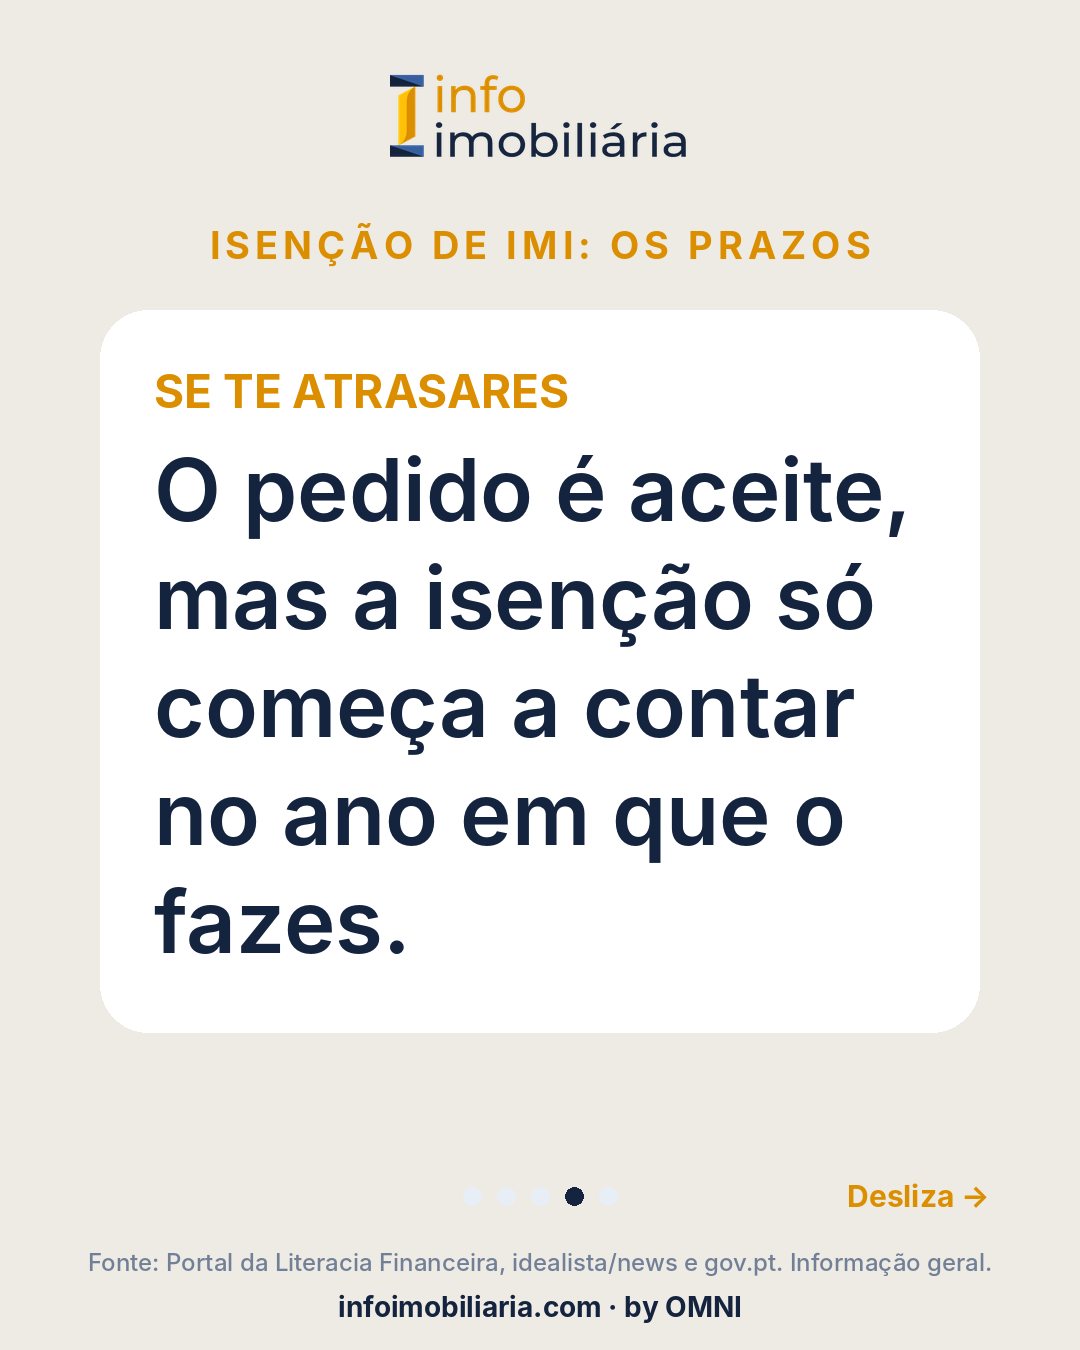 info
imobiliária
ISENÇÃO DE IMI: OS PRAZOS
SE TE ATRASARES
O pedido é aceite,
mas a isenção só
começa a contar
no ano em que o
fazes.
Desliza →
Fonte: Portal da Literacia Financeira, idealista/news e gov.pt. Informação geral.
infoimobiliaria.com · by OMNI